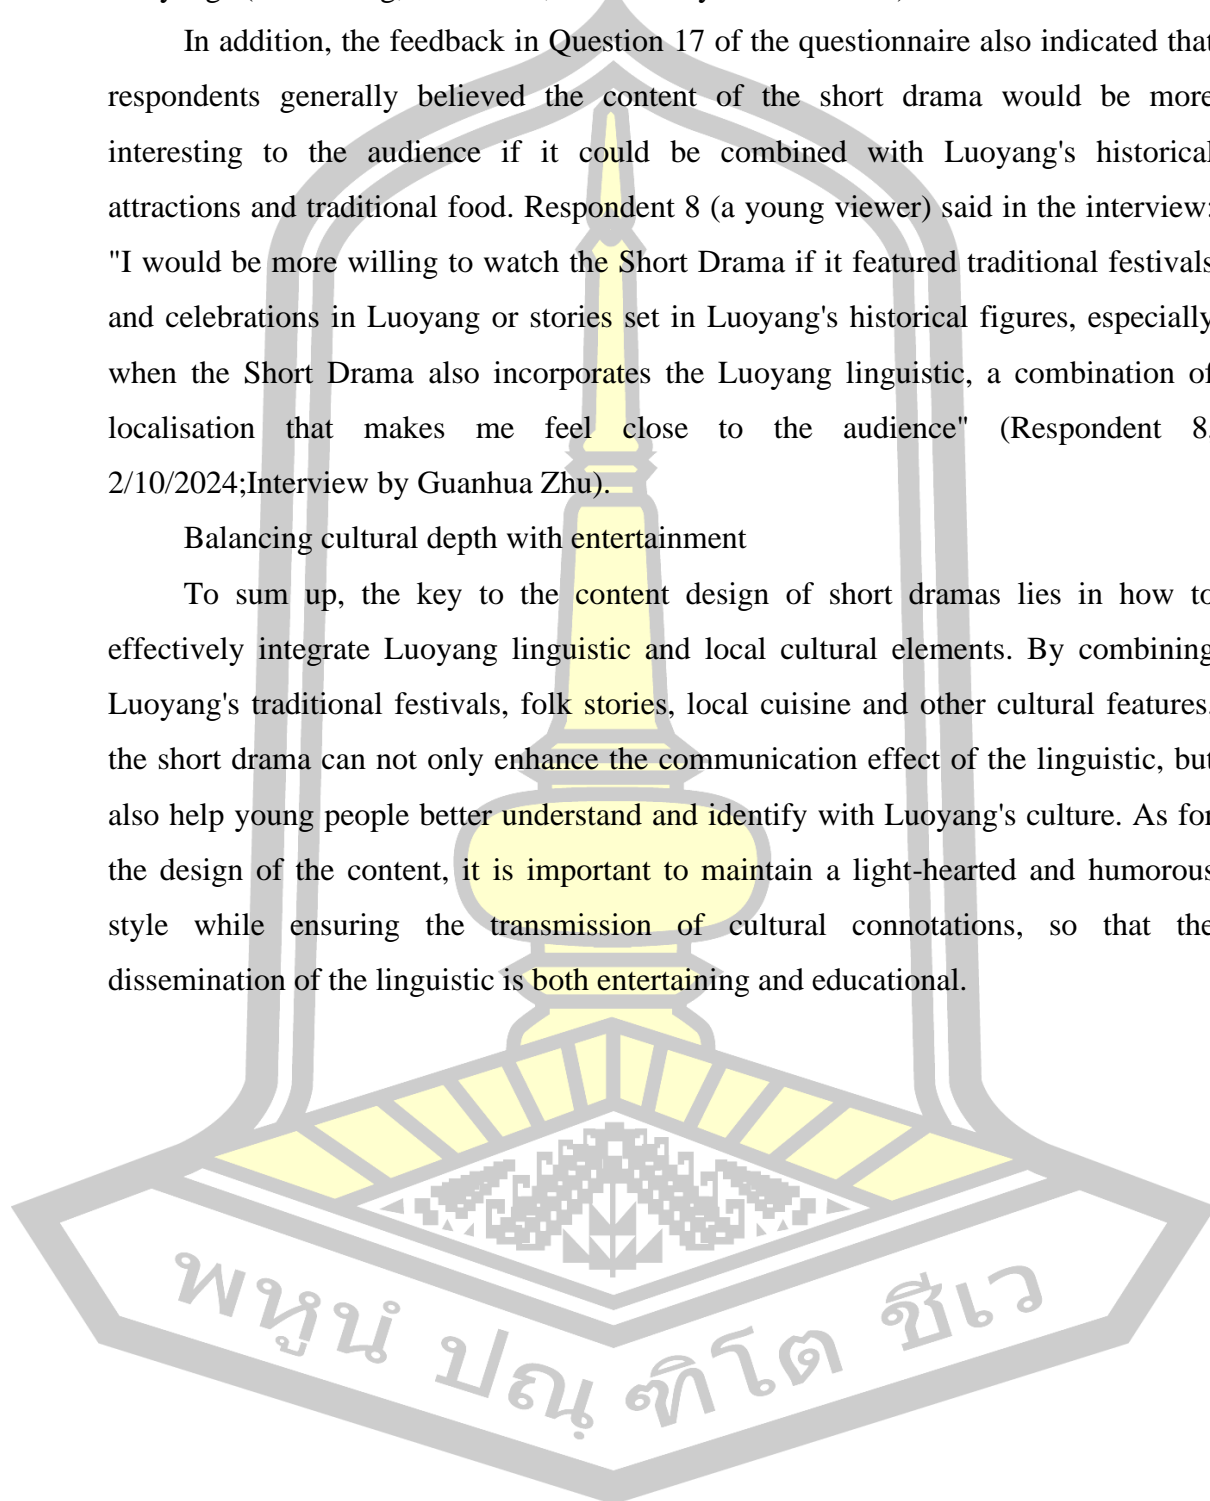 In addition, the feedback in Question 17 of the questionnaire also indicated that
respondents generally believed the content of the short drama would be more
interesting to the audience if it could be combined with Luoyang's historical
attractions and traditional food. Respondent 8 (a young viewer) said in the interview:
"I would be more willing to watch the Short Drama if it featured traditional festivals
and celebrations in Luoyang or stories set in Luoyang's historical figures, especially
when the Short Drama also incorporates the Luoyang linguistic, a combination of
localisation that makes me feel close to the audience" (Respondent 8,
2/10/2024;Interview by Guanhua Zhu).
Balancing cultural depth with entertainment
To sum up, the key to the content design of short dramas lies in how to
effectively integrate Luoyang linguistic and local cultural elements. By combining
Luoyang's traditional festivals, folk stories, local cuisine and other cultural features,
the short drama can not only enhance the communication effect of the linguistic, but
also help young people better understand and identify with Luoyang's culture. As for
the design of the content, it is important to maintain a light-hearted and humorous
style while ensuring the transmission of cultural connotations, so that the
dissemination of the linguistic is both entertaining and educational.
พหูนํ ปณฺฑิโต ชีเว